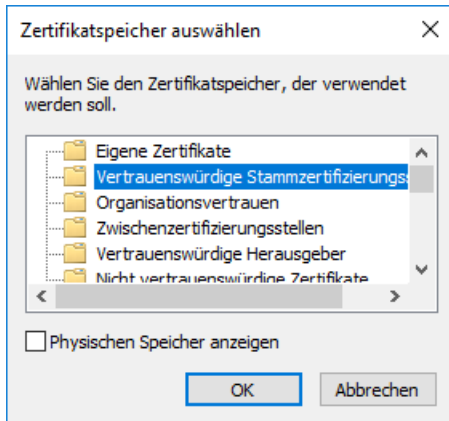 Zertifikatspeicher auswählen
Wählen Sie den Zertifikatspeicher, der verwendet
werden soll.
Eigene Zertifikate
Vertrauenswürdige Stammzertifizierungs
Organisationsvertrauen
Zwischenzertifizierungsstellen
Vertrauenswürdige Herausgeber
Nicht vertrauenswürdige Zertifikate
Physischen Speicher anzeigen
OK
Abbrechen